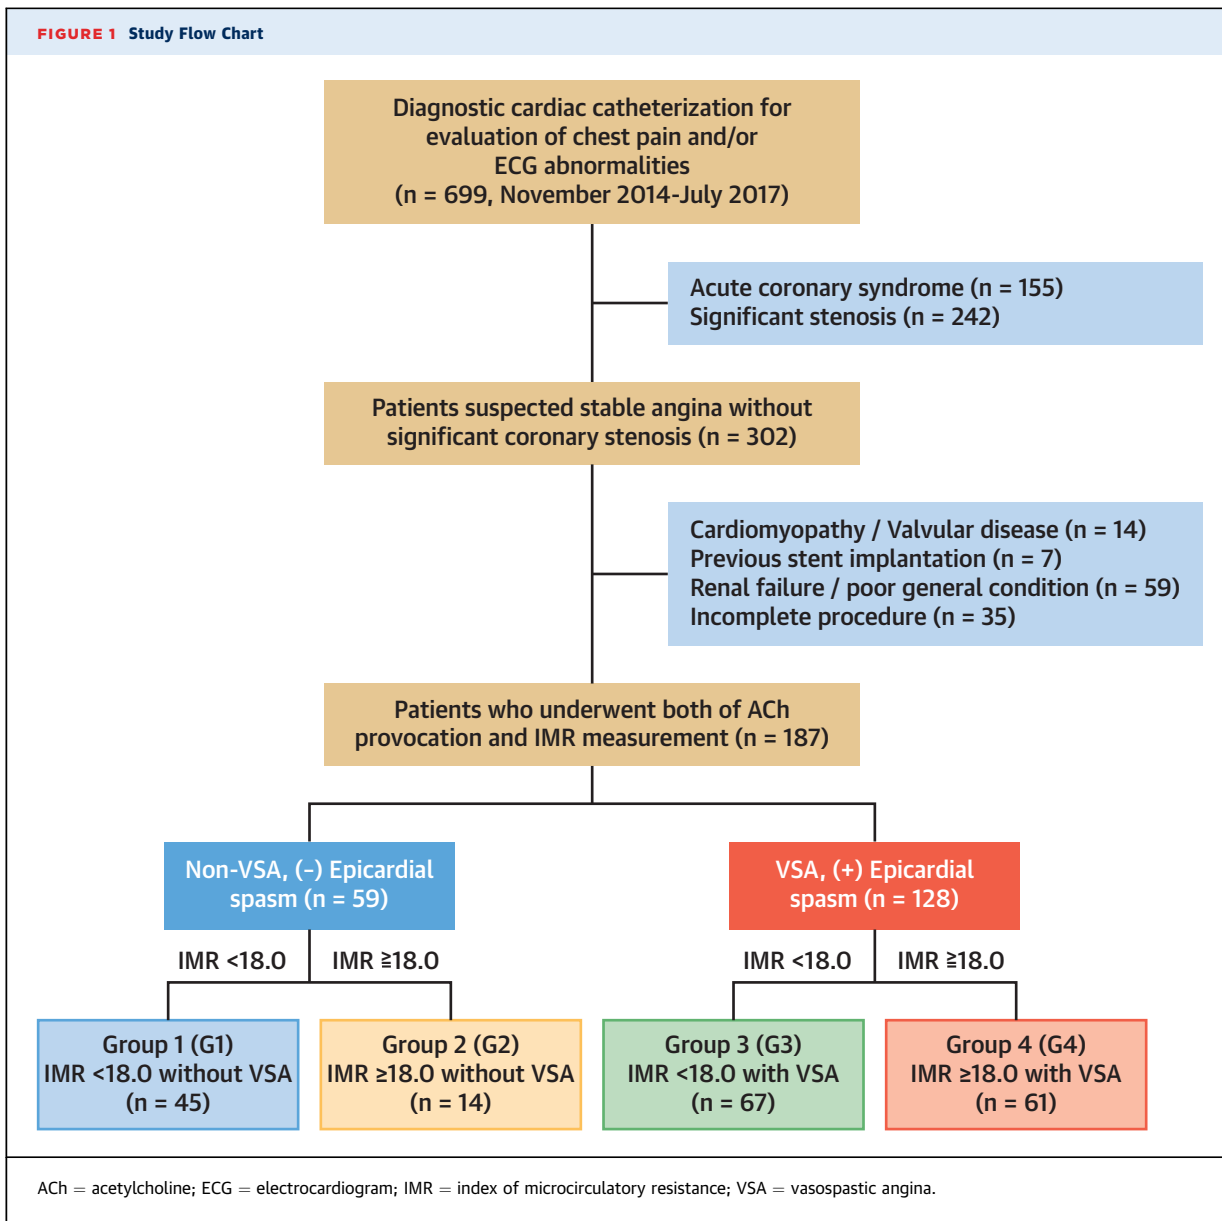 FIGURE 1 Study Flow Chart
Diagnostic cardiac catheterization for
evaluation of chest pain and/or
ECG abnormalities
(n = 699, November 2014-July 2017)
Acute coronary syndrome (n = 155)
Significant stenosis (n = 242)
Patients suspected stable angina without
significant coronary stenosis (n = 302)
Cardiomyopathy / Valvular disease (n = 14)
Previous stent implantation (n = 7)
Renal failure / poor general condition (n = 59)
Incomplete procedure (n = 35)
Patients who underwent both of ACh
provocation and IMR measurement (n = 187)
Non-VSA, (-) Epicardial
spasm (n = 59)
VSA, (+) Epicardial
spasm (n = 128)
IMR <18.0
IMR ≧18.0
IMR <18.0
IMR ≧18.0
Group 1 (G1)
IMR <18.0 without VSA
(n = 45)
Group 2 (G2)
IMR ≥18.0 without VSA
(n = 14)
Group 3 (G3)
IMR <18.0 with VSA
(n = 67)
Group 4 (G4)
IMR ≥18.0 with VSA
(n = 61)
ACh = acetylcholine; ECG = electrocardiogram; IMR = index of microcirculatory resistance; VSA = vasospastic angina.